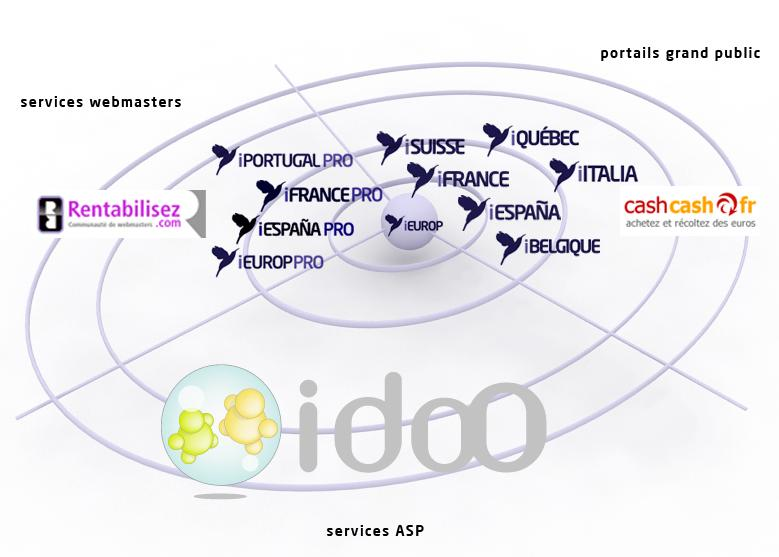 portails grand public
services webmasters
iPORTUGAL PRO
iSUISSE
iQUÉBEC
iFRANCE PRO
iFRANCE
iITALIA
Rentabilisez
.com
Communauté de webmasters
iESPAÑA PRO
iEUROP
iESPAÑA
cashcash fr
achetez et récoltez des euros
iEUROP PRO
iBELGIQUE
idoo
services ASP